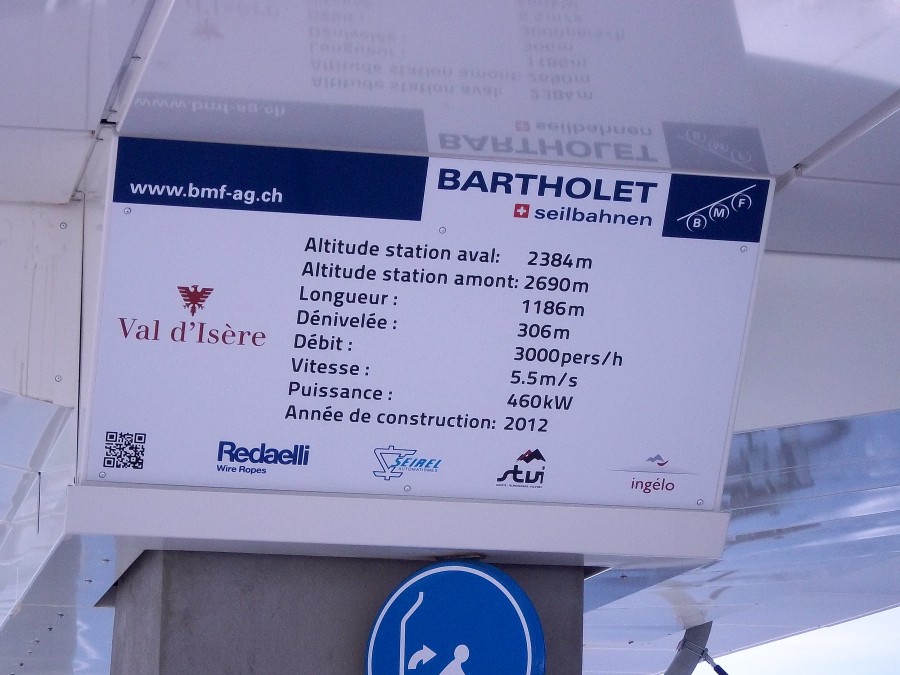 www.bmf-ag.ch
BARTHOLET
seilbahnen
B M F
Altitude station aval: 2384m
Altitude station amont: 2690m
Longueur : 1186m
Dénivelée : 306m
Débit : 3000pers/h
Vitesse : 5.5m/s
Puissance : 460kW
Année de construction: 2012
Val d'Isère
Redaelli
Wire Ropes
SEIREL
AUTOMATISMES
stvi
ingélo